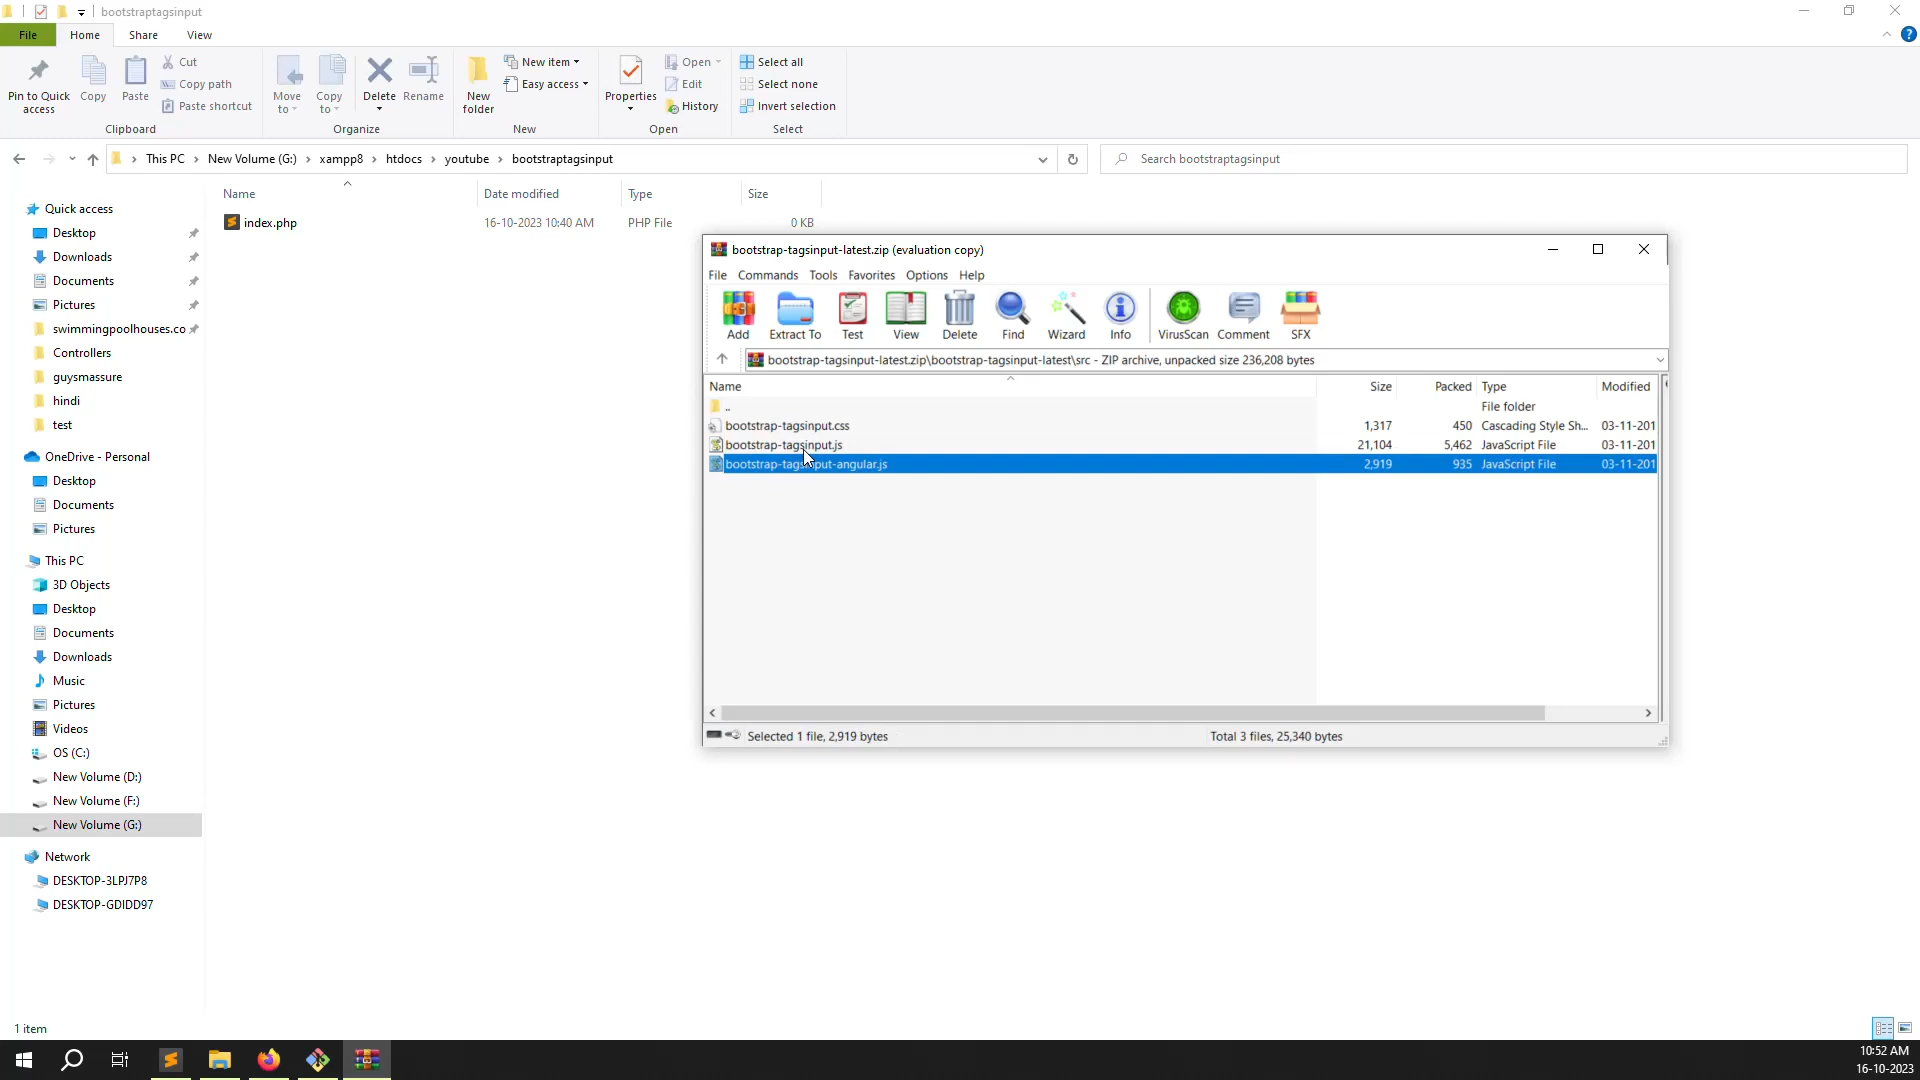 bootstraptagsinput
File Home Share View
Pin to Quick access
Copy
Paste
Cut
Copy path
Paste shortcut
Clipboard
Move to
Copy to
Delete
Rename
Organize
New folder
New item
Easy access
New
Properties
Open
Edit
History
Open
Select all
Select none
Invert selection
Select
This PC New Volume (G:) xampp8 htdocs youtube bootstraptagsinput
Search bootstraptagsinput
Name Date modified Type Size
index.php 16-10-2023 10:40 AM PHP File 0 KB
Quick access
Desktop
Downloads
Documents
Pictures
swimmingpoolhouses.co
Controllers
guysmassure
hindi
test
OneDrive - Personal
Desktop
Documents
Pictures
This PC
3D Objects
Desktop
Documents
Downloads
Music
Pictures
Videos
OS (C:)
New Volume (D:)
New Volume (F:)
New Volume (G:)
Network
DESKTOP-3LPJ7P8
DESKTOP-GDIDD97
1 item
bootstrap-tagsinput-latest.zip (evaluation copy)
File Commands Tools Favorites Options Help
Add Extract To Test View Delete Find Wizard Info VirusScan Comment SFX
bootstrap-tagsinput-latest.zip\bootstrap-tagsinput-latest\src - ZIP archive, unpacked size 236,208 bytes
Name Size Packed Type Modified
.. File folder
bootstrap-tagsinput.css 1,317 450 Cascading Style Sh... 03-11-201
bootstrap-tagsinput.js 21,104 5,462 JavaScript File 03-11-201
bootstrap-tagsinput-angular.js 2,919 935 JavaScript File 03-11-201
Selected 1 file, 2,919 bytes Total 3 files, 25,340 bytes
10:52 AM
16-10-2023